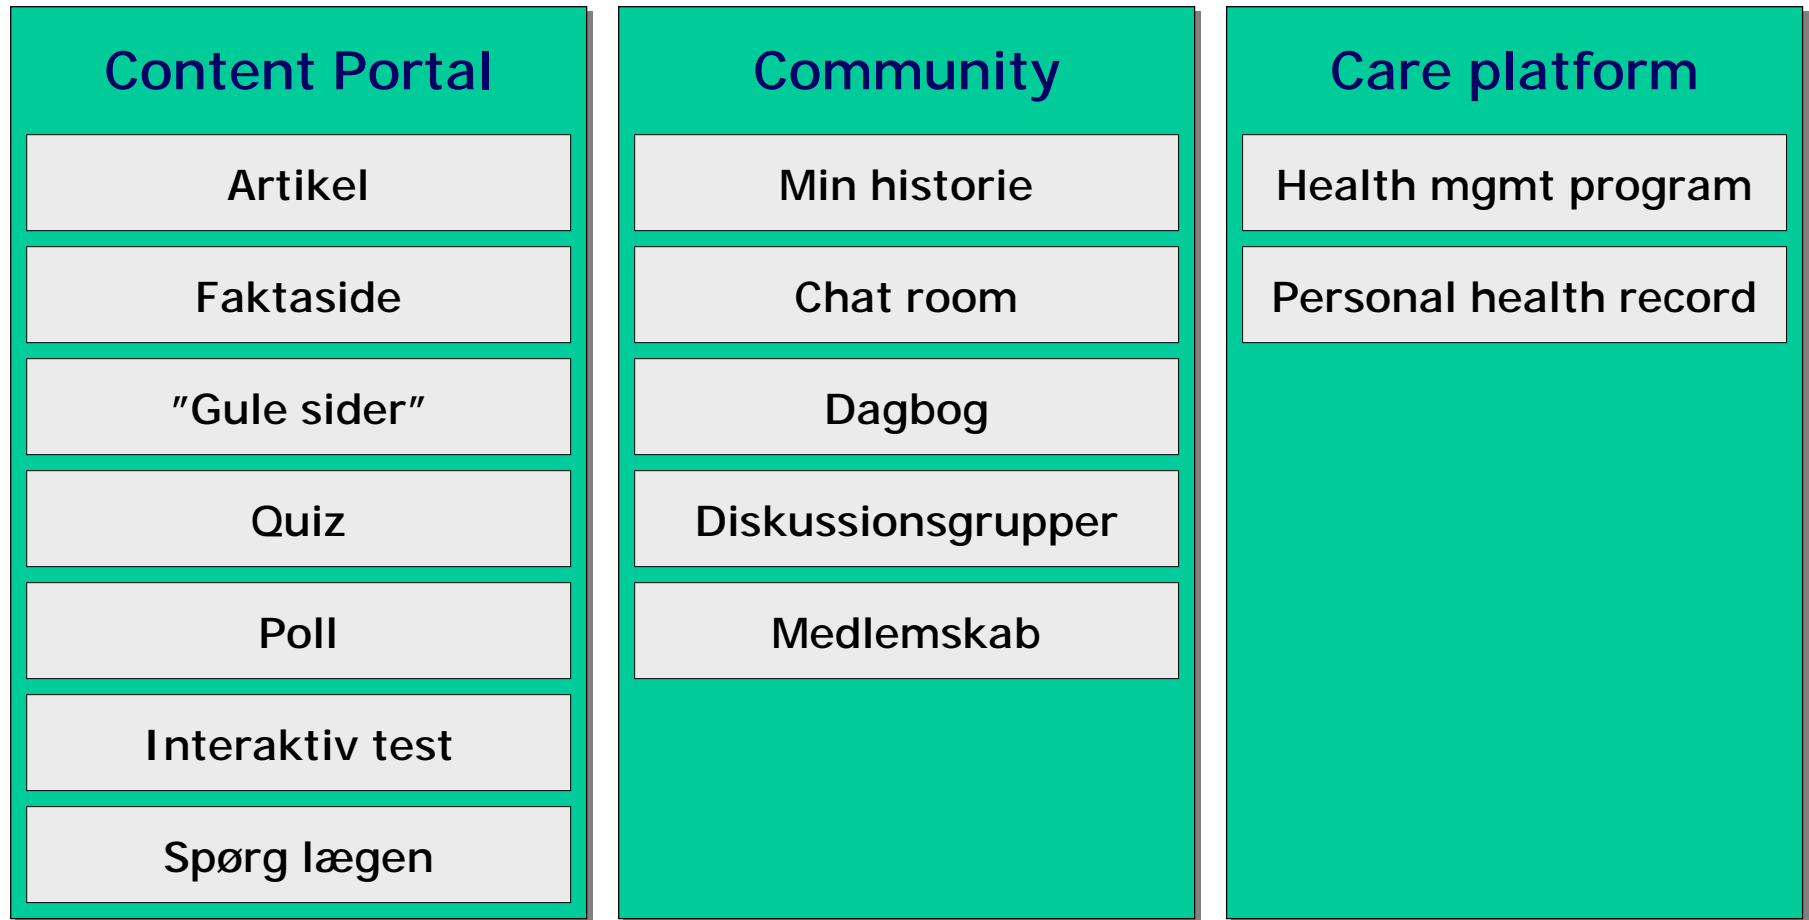 Content Portal
Artikel
Faktaside
”Gule sider”
Quiz
Poll
Interaktiv test
Spørg lægen
Community
Min historie
Chat room
Dagbog
Diskussionsgrupper
Medlemskab
Care platform
Health mgmt program
Personal health record